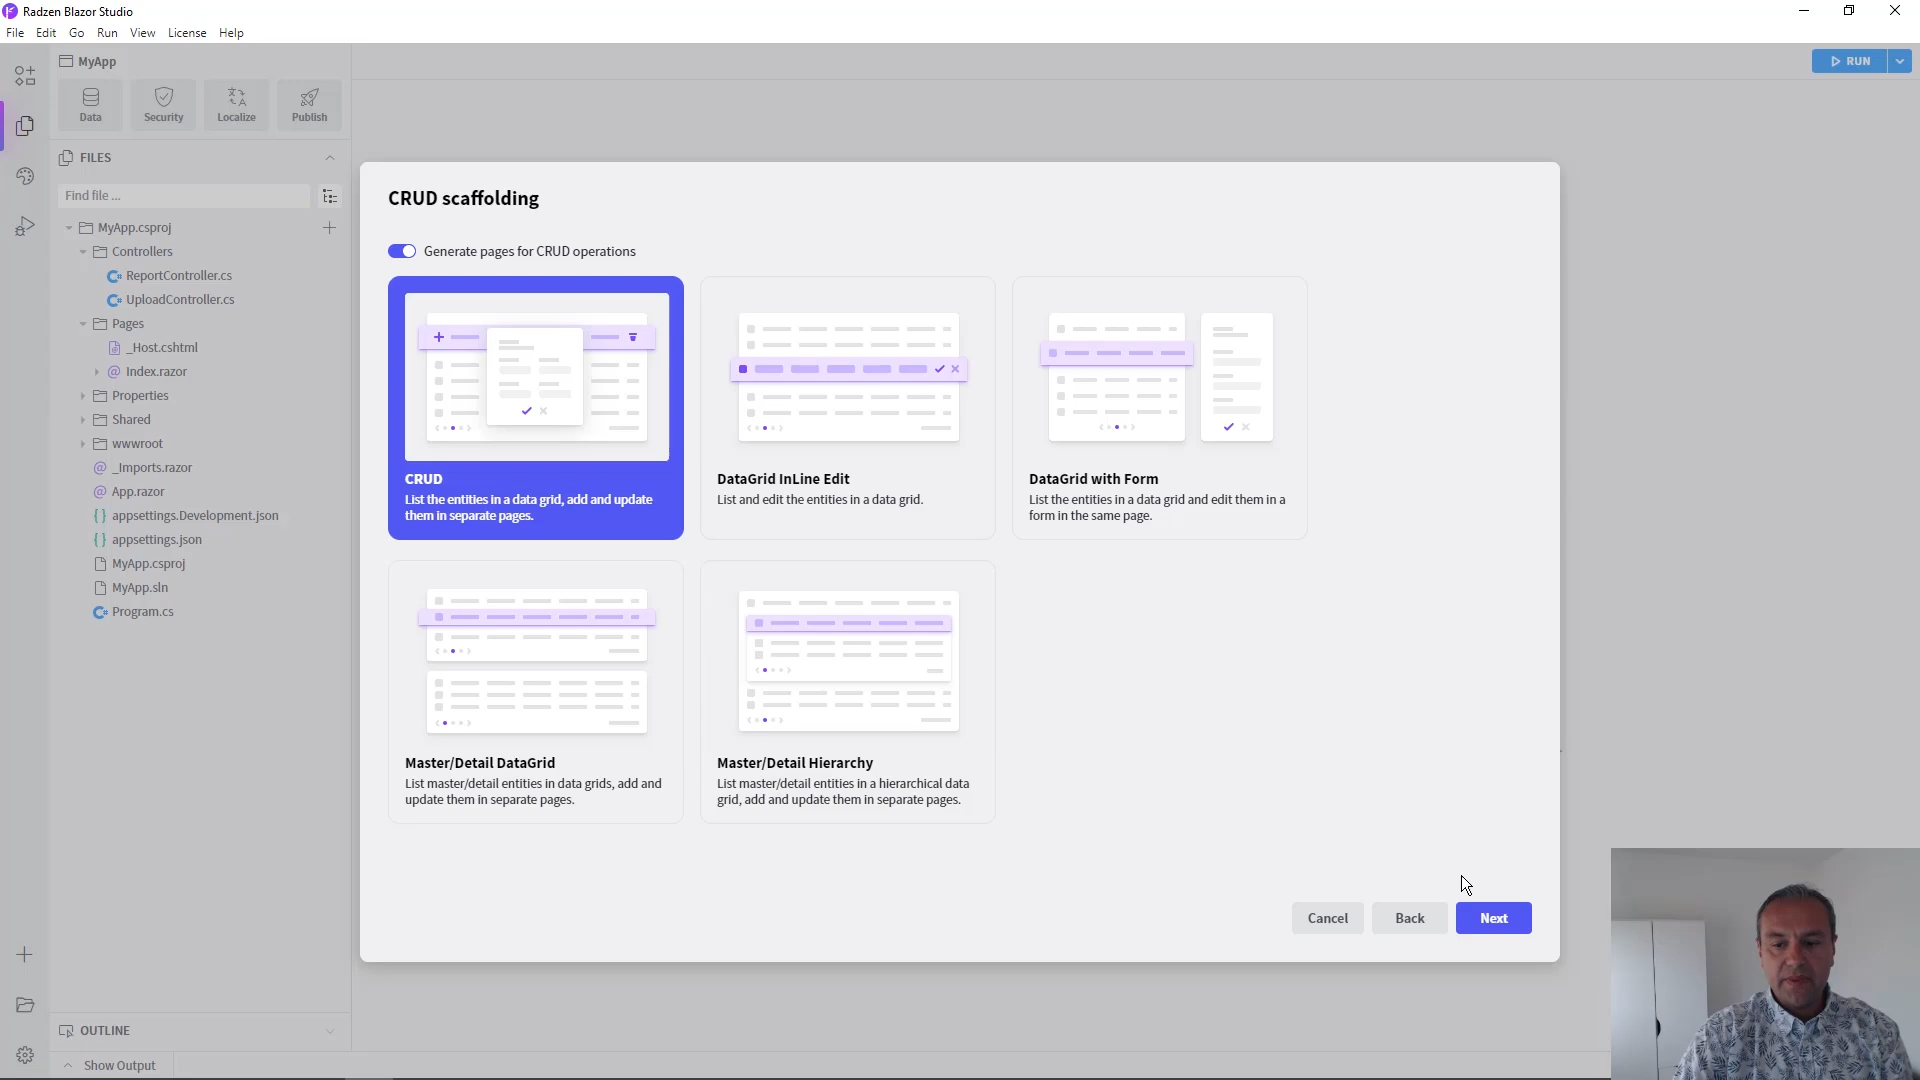 Radzen Blazor Studio
File Edit Go Run View License Help
MyApp
RUN
Data Security Localize Publish
FILES
Find file ...
MyApp.csproj
Controllers
ReportController.cs
UploadController.cs
Pages
_Host.cshtml
Index.razor
Properties
Shared
wwwroot
_Imports.razor
App.razor
appsettings.Development.json
appsettings.json
MyApp.csproj
MyApp.sln
Program.cs
OUTLINE
Show Output
CRUD scaffolding
Generate pages for CRUD operations
CRUD
List the entities in a data grid, add and update
them in separate pages.
DataGrid InLine Edit
List and edit the entities in a data grid.
DataGrid with Form
List the entities in a data grid and edit them in a
form in the same page.
Master/Detail DataGrid
List master/detail entities in data grids, add and
update them in separate pages.
Master/Detail Hierarchy
List master/detail entities in a hierarchical data
grid, add and update them in separate pages.
Cancel Back Next